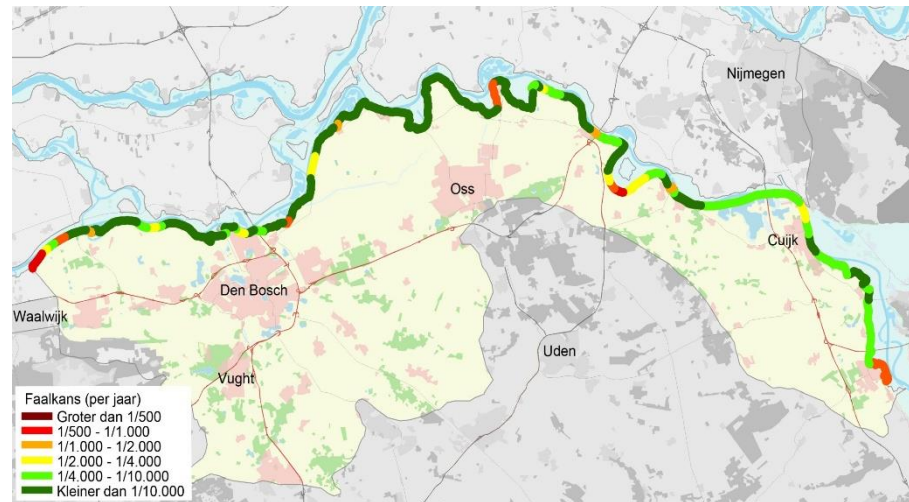 Nijmegen
Oss
Cuijk
Den Bosch
Waalwijk
Uden
Vught
Faalkans (per jaar)
Groter dan 1/500
1/500 - 1/1.000
1/1.000 - 1/2.000
1/2.000 - 1/4.000
1/4.000 - 1/10.000
Kleiner dan 1/10.000